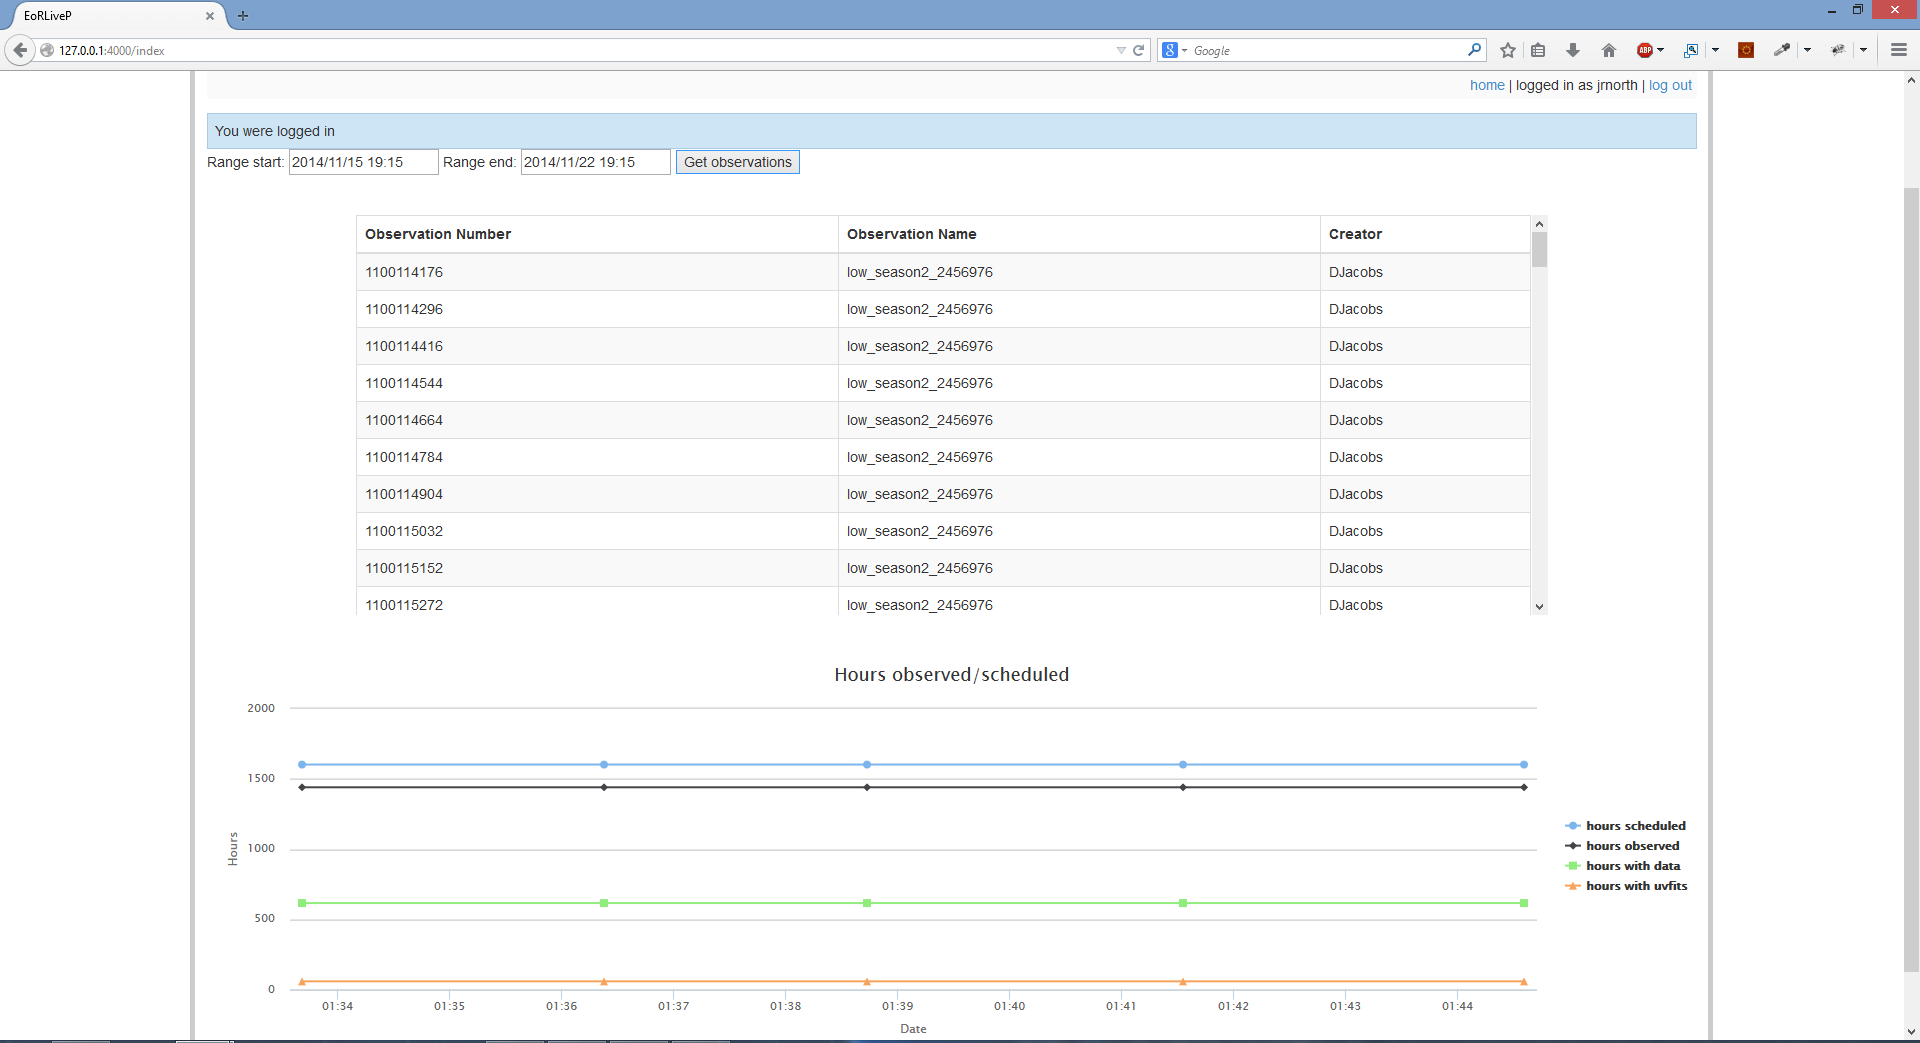 EoRLiveP
127.0.0.1:4000/index
Google
ABP
home | logged in as jrnorth | log out
You were logged in
Range start: 2014/11/15 19:15 Range end: 2014/11/22 19:15 Get observations
Observation Number Observation Name Creator
1100114176 low_season2_2456976 DJacobs
1100114296 low_season2_2456976 DJacobs
1100114416 low_season2_2456976 DJacobs
1100114544 low_season2_2456976 DJacobs
1100114664 low_season2_2456976 DJacobs
1100114784 low_season2_2456976 DJacobs
1100114904 low_season2_2456976 DJacobs
1100115032 low_season2_2456976 DJacobs
1100115152 low_season2_2456976 DJacobs
1100115272 low_season2_2456976 DJacobs
Hours observed/scheduled
2000
1500
1000
500
0
Hours
01:34 01:35 01:36 01:37 01:38 01:39 01:40 01:41 01:42 01:43 01:44
Date
hours scheduled
hours observed
hours with data
hours with uvfits